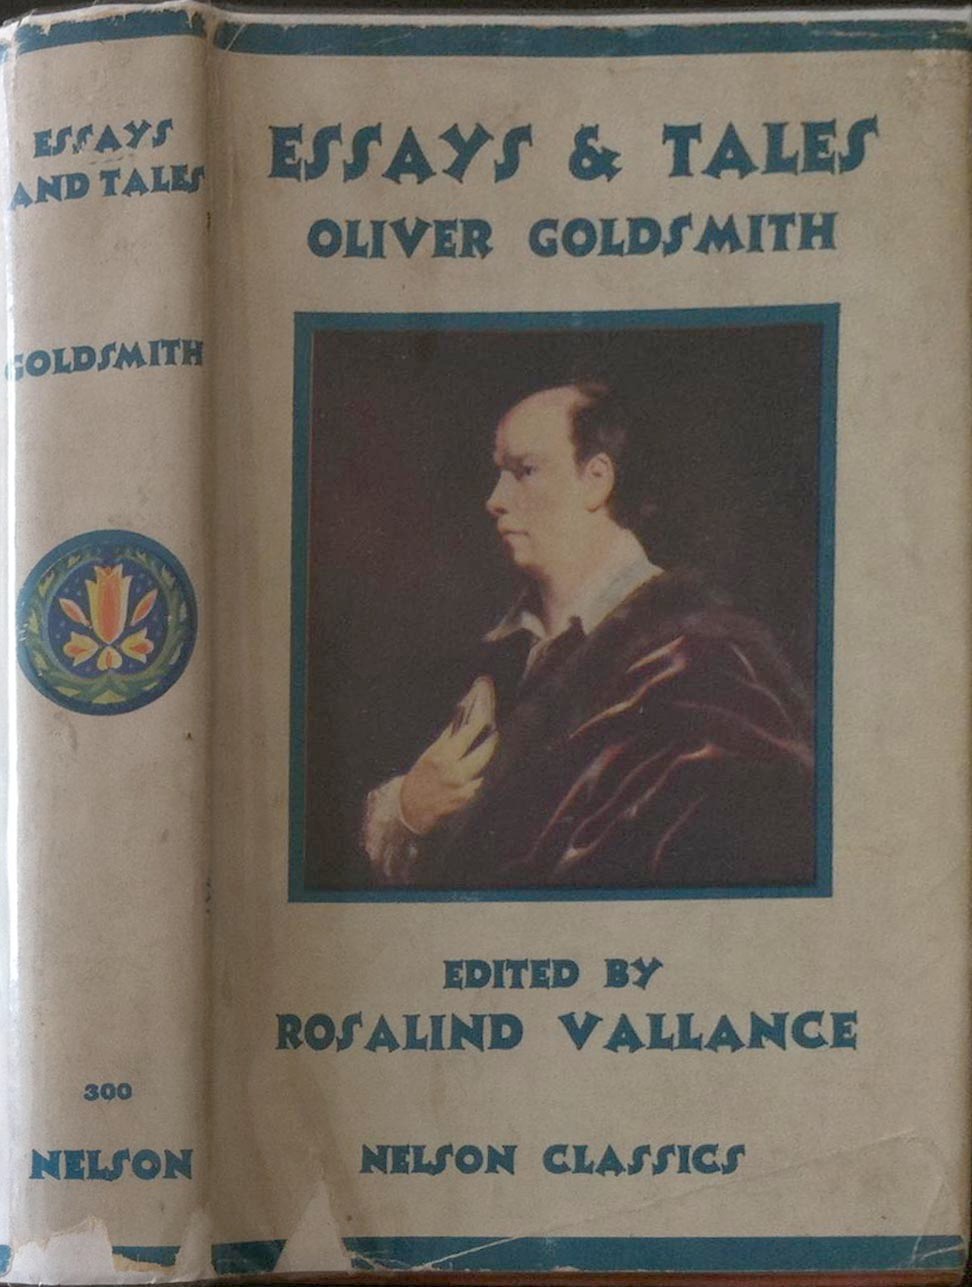 ESSAYS
AND TALES
GOLDSMITH
300
NELSON
ESSAYS & TALES
OLIVER GOLDSMITH
EDITED BY
ROSALIND VALLANCE
NELSON CLASSICS